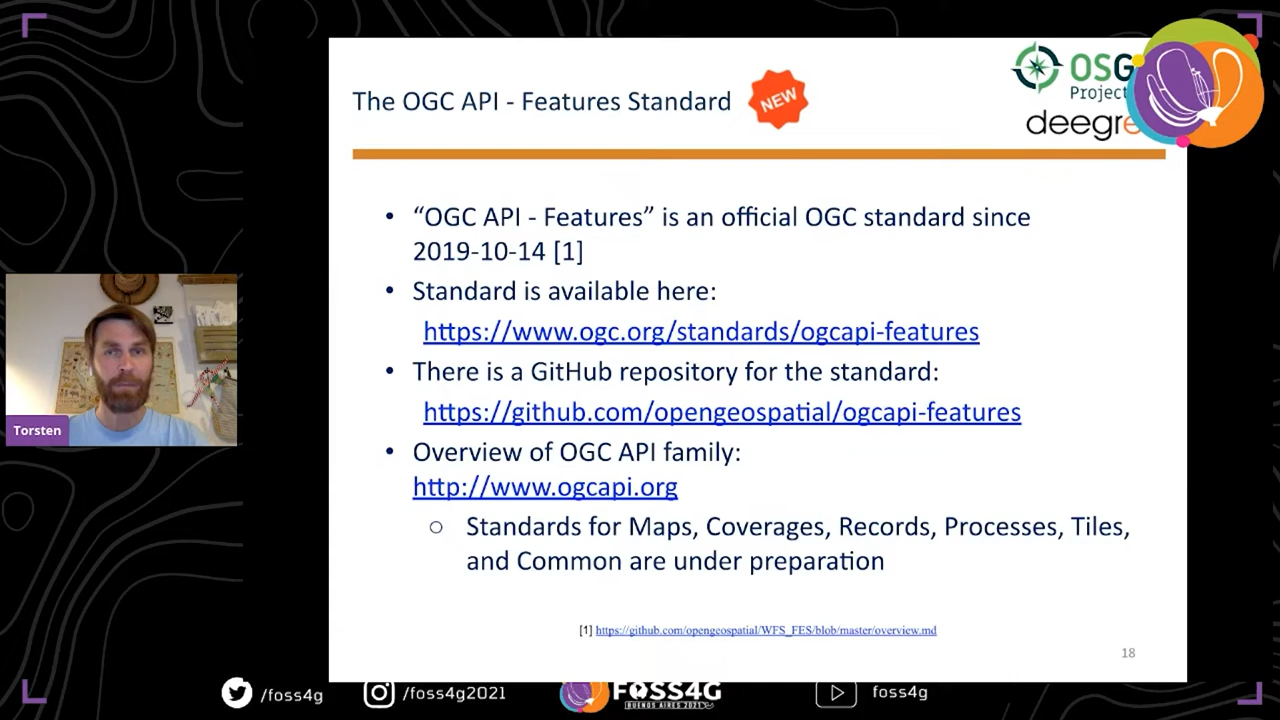 The OGC API - Features Standard
NEW
OSG
Project
deegre
“OGC API - Features” is an official OGC standard since
2019-10-14 [1]
Standard is available here:
https://www.ogc.org/standards/ogcapi-features
There is a GitHub repository for the standard:
https://github.com/opengeospatial/ogcapi-features
Overview of OGC API family:
http://www.ogcapi.org
Standards for Maps, Coverages, Records, Processes, Tiles,
and Common are under preparation
[1] https://github.com/opengeospatial/WFS_FES/blob/master/overview.md
18
Torsten
/foss4g
/foss4g2021
FOSS4G
BUENOS AIRES 2021
foss4g